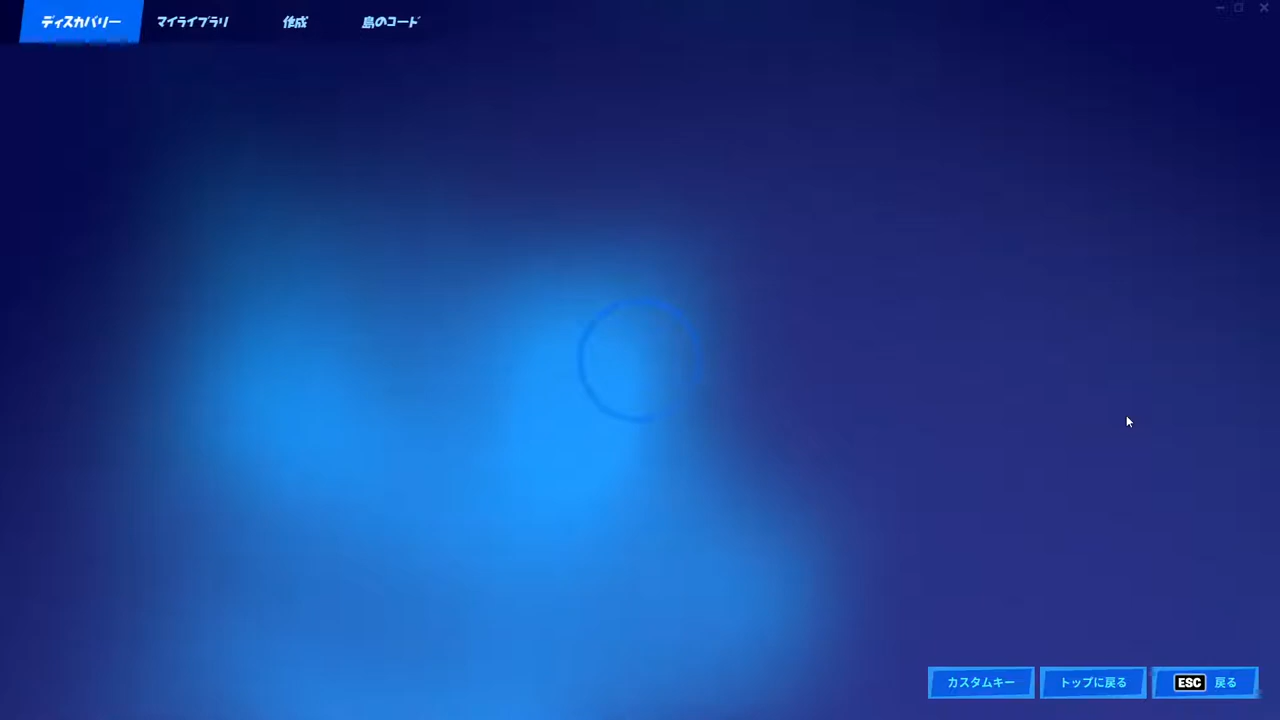 ディスカバリー
マイライブラリ
作成
島のコード
カスタムキー
トップに戻る
ESC 戻る